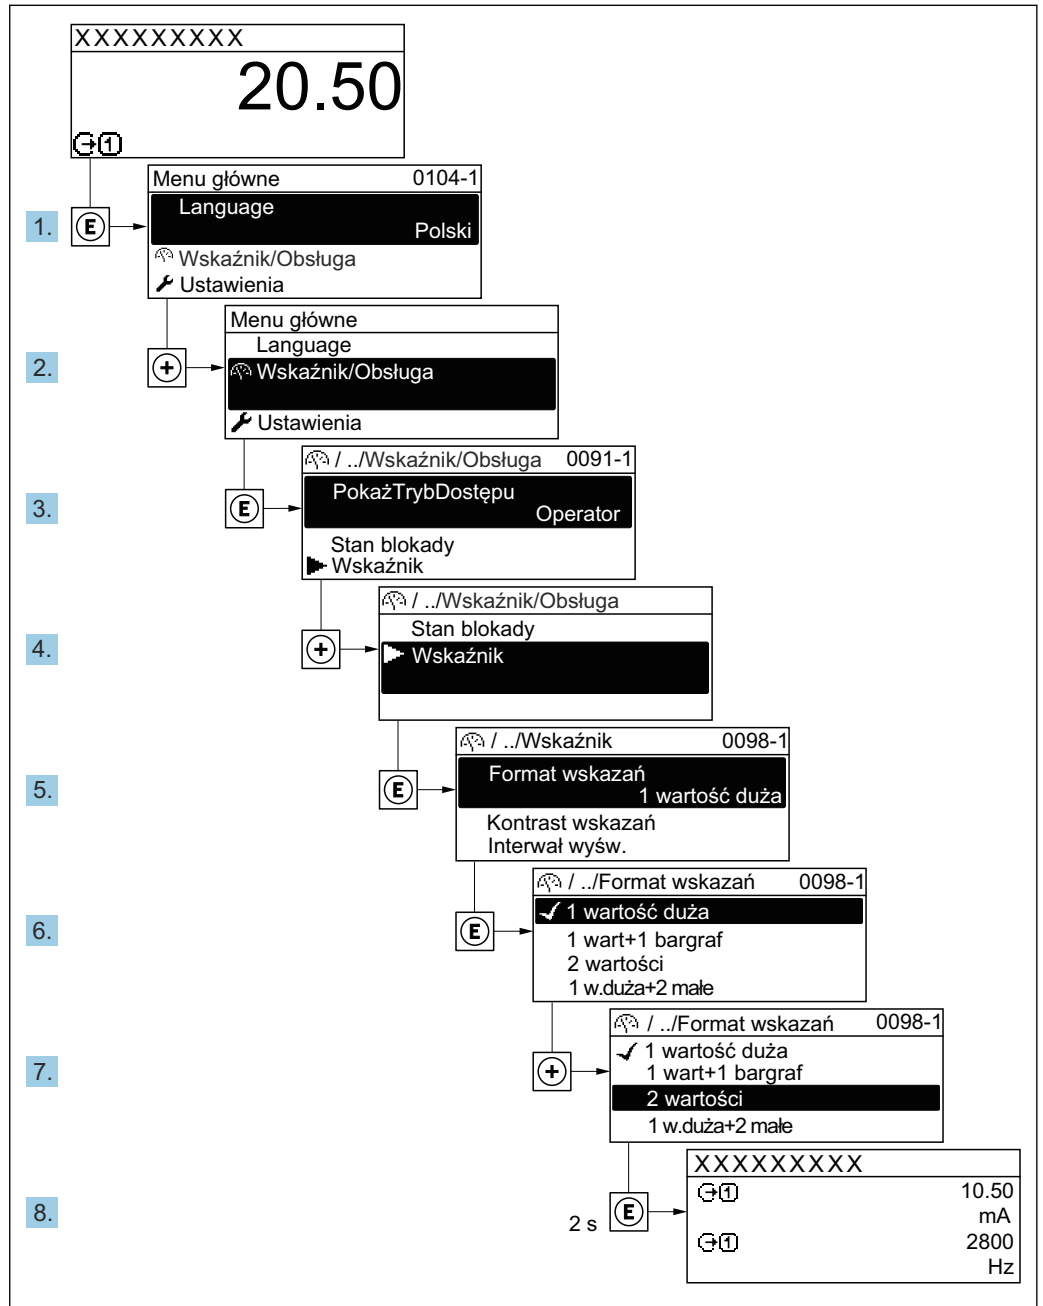 XXXXXXXXX
20.50
1
Menu główne 0104-1
1. E Language
Polski
Wskaźnik/Obsługa
Ustawienia
Menu główne
Language
2. + Wskaźnik/Obsługa
Ustawienia
/ ../Wskaźnik/Obsługa 0091-1
3. E PokażTrybDostępu
Operator
Stan blokady
Wskaźnik
/ ../Wskaźnik/Obsługa
Stan blokady
4. + Wskaźnik
/ ../Wskaźnik 0098-1
5. E Format wskazań
1 wartość duża
Kontrast wskazań
Interwał wyśw.
/ ../Format wskazań 0098-1
6. E 1 wartość duża
1 wart+1 bargraf
2 wartości
1 w.duża+2 małe
/ ../Format wskazań 0098-1
7. + 1 wartość duża
1 wart+1 bargraf
2 wartości
1 w.duża+2 małe
XXXXXXXXX
8. 2 s E 1 10.50
mA
1 2800
Hz